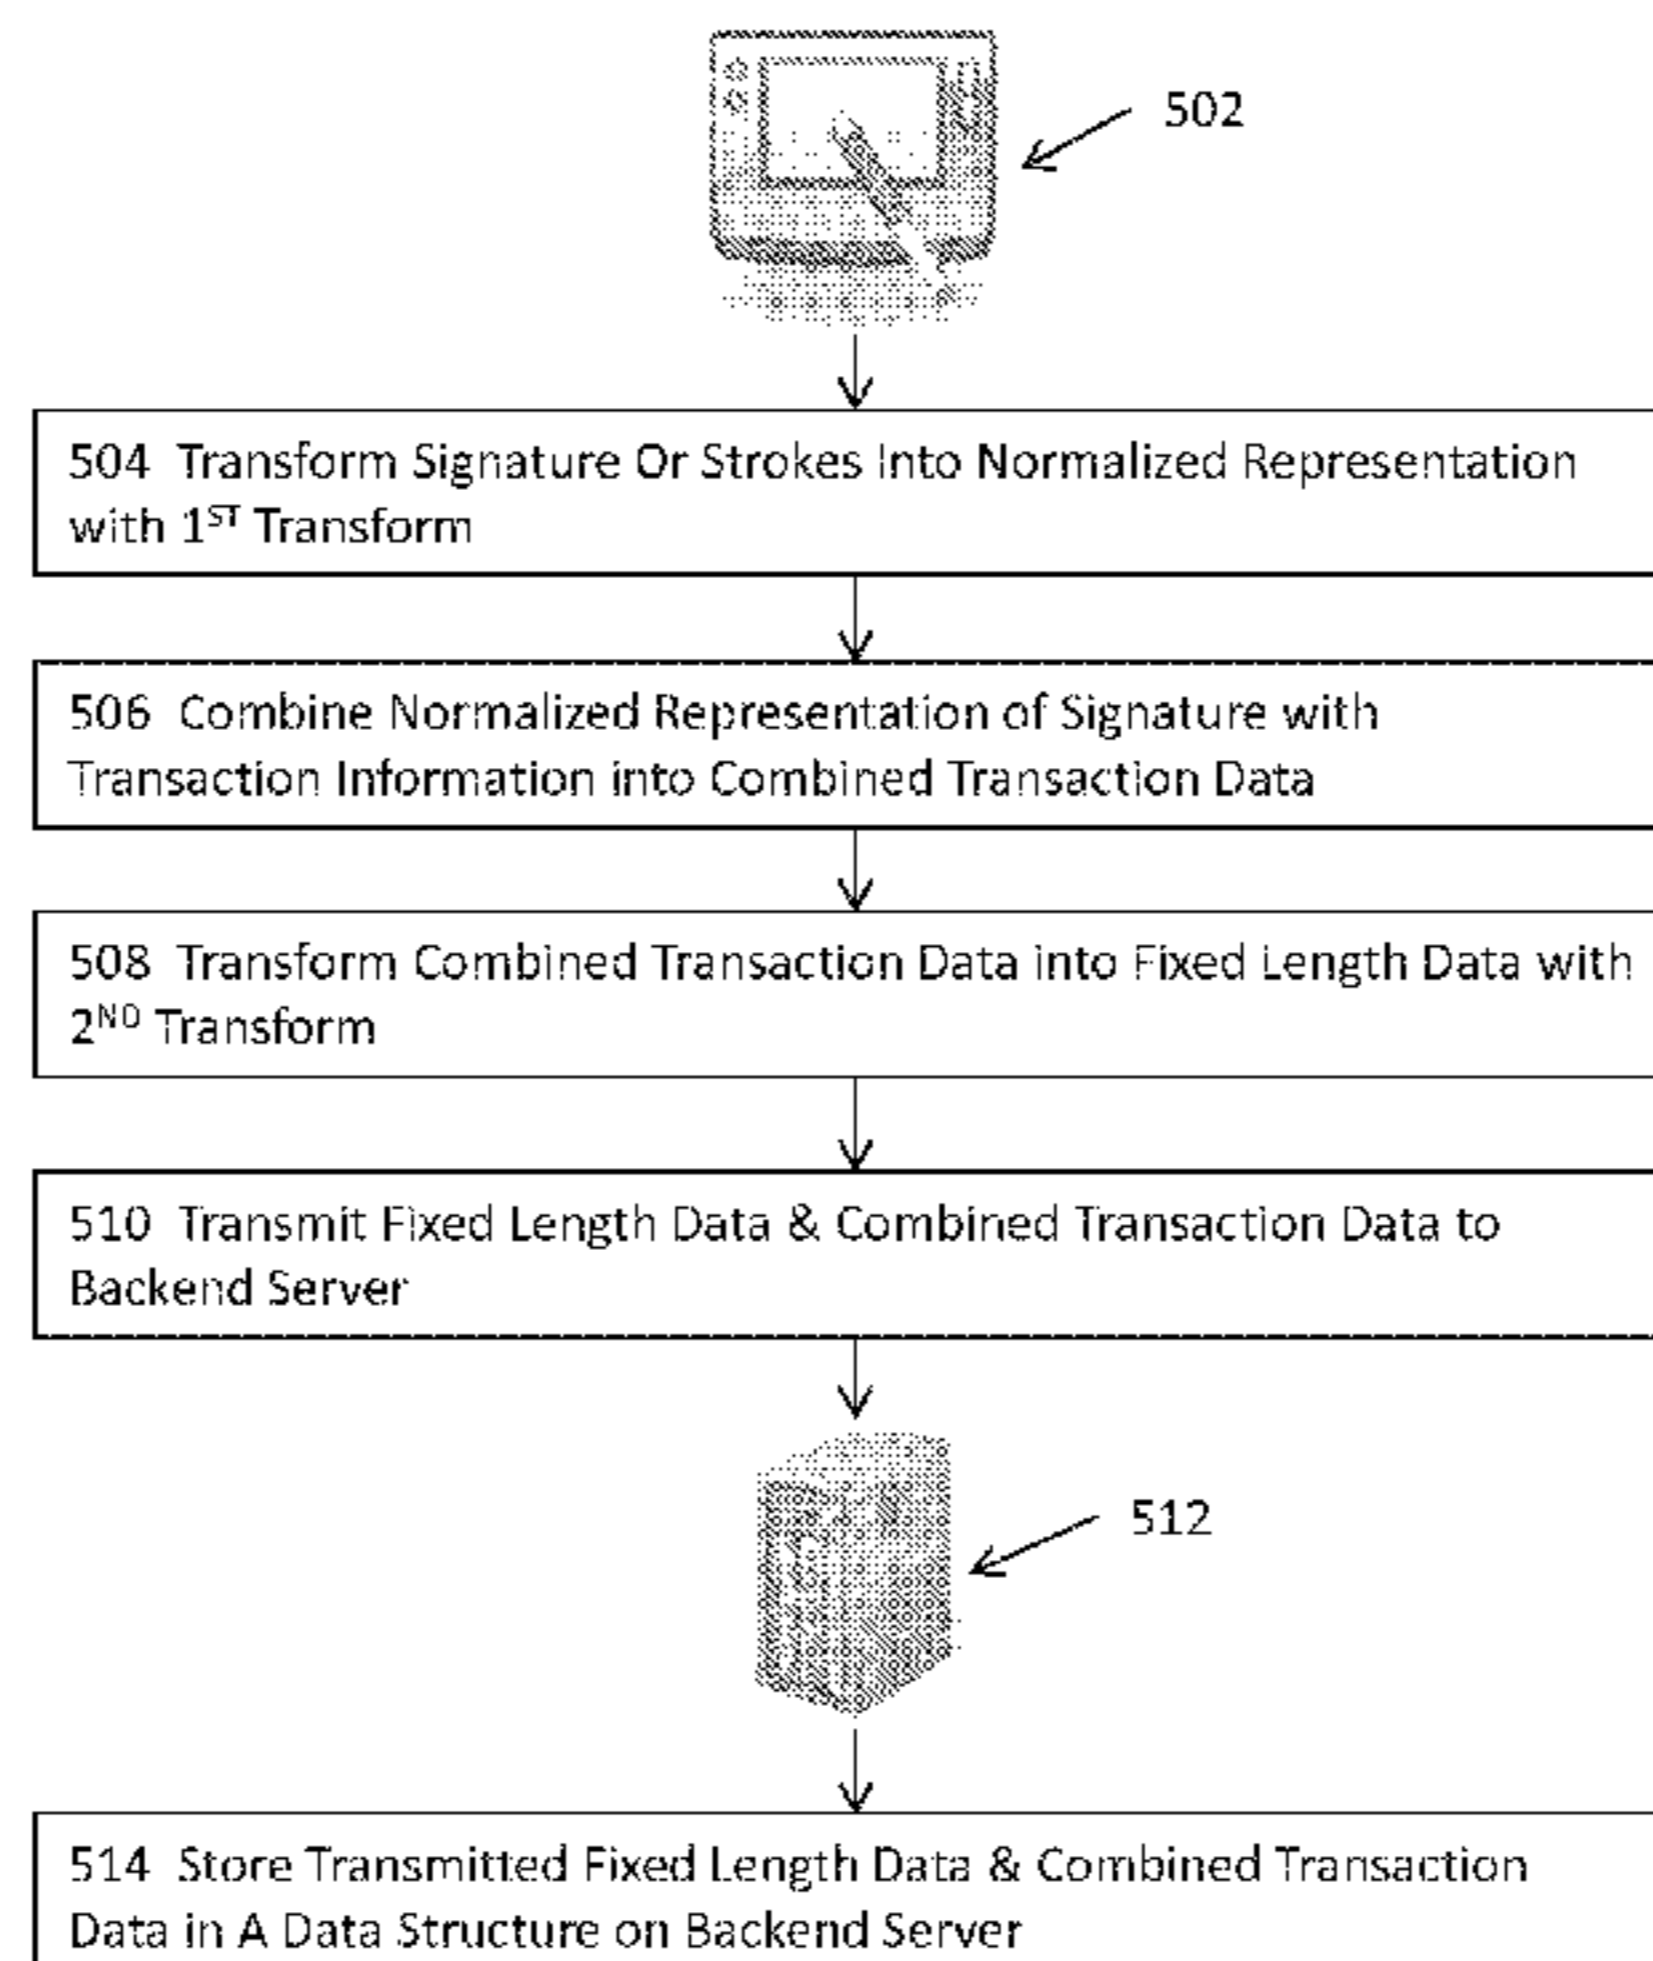 502
504 Transform Signature Or Strokes Into Normalized Representation
with 1ST Transform
506 Combine Normalized Representation of Signature with
Transaction Information into Combined Transaction Data
508 Transform Combined Transaction Data into Fixed Length Data with
2ND Transform
510 Transmit Fixed Length Data & Combined Transaction Data to
Backend Server
512
514 Store Transmitted Fixed Length Data & Combined Transaction
Data in A Data Structure on Backend Server